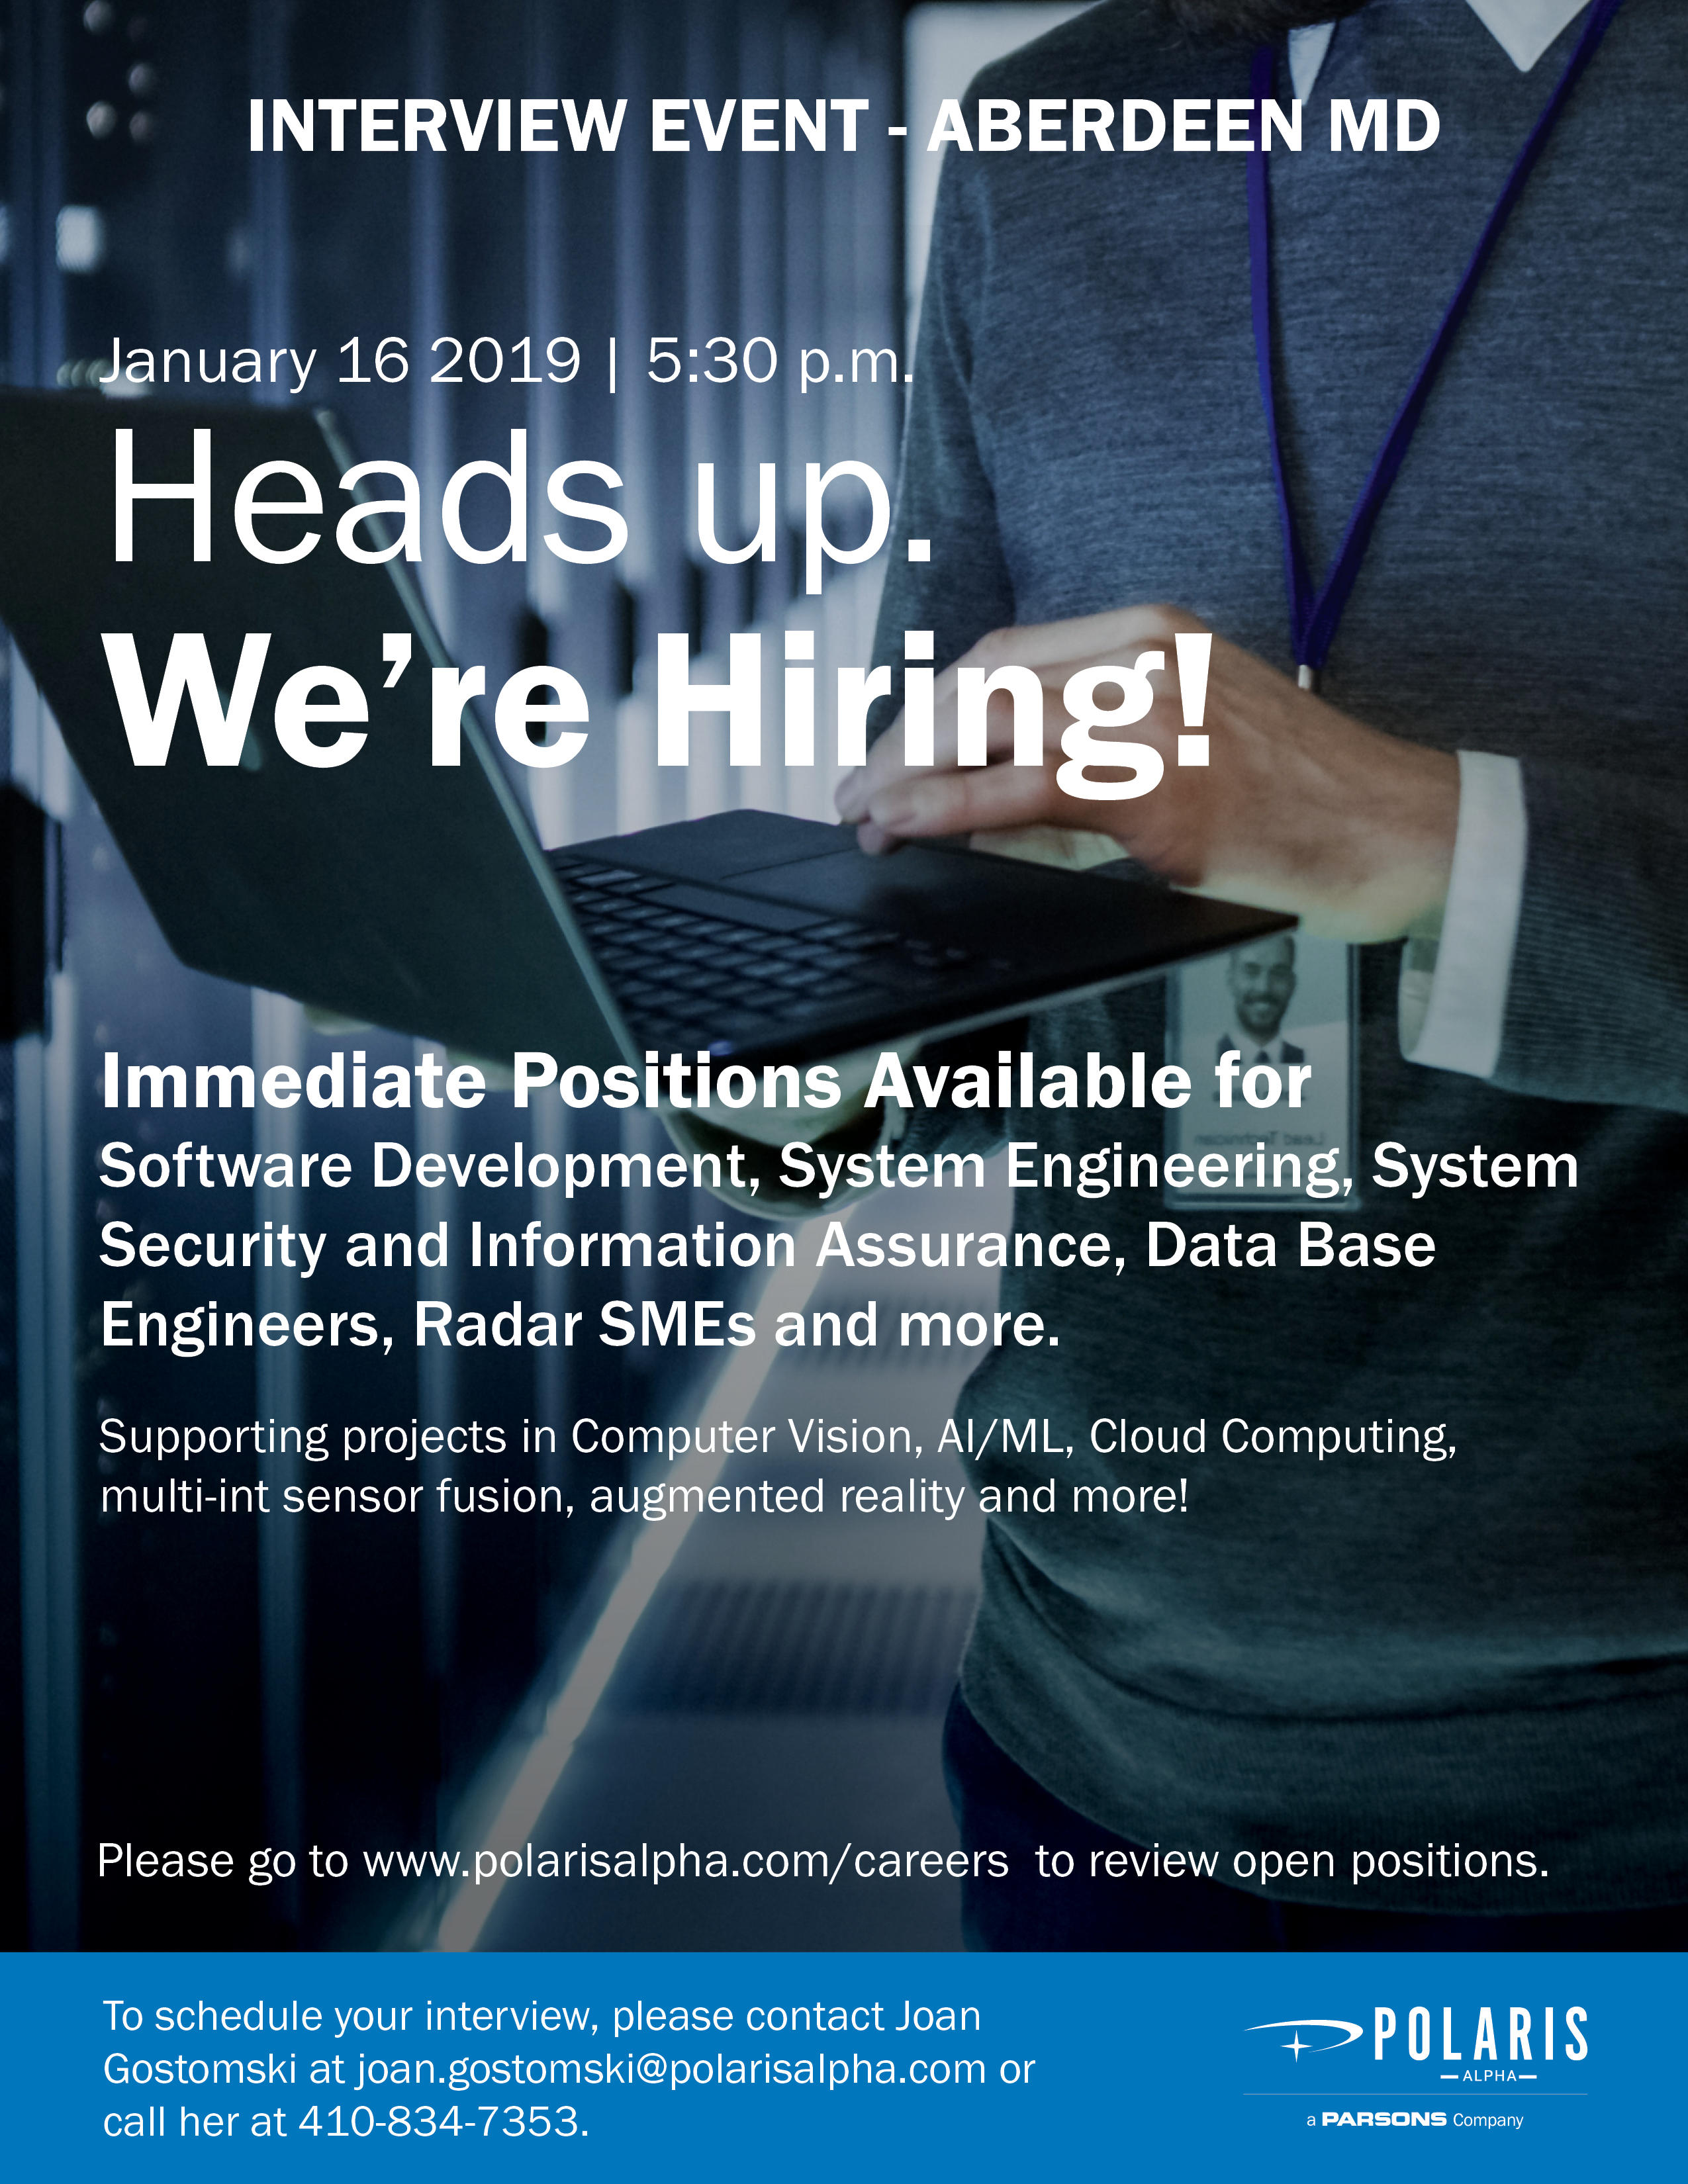 INTERVIEW EVENT - ABERDEEN MD
January 16 2019 | 5:30 p.m.
Heads up.
We’re Hiring!
Immediate Positions Available for
Software Development, System Engineering, System
Security and Information Assurance, Data Base
Engineers, Radar SMEs and more.
Supporting projects in Computer Vision, AI/ML, Cloud Computing,
multi-int sensor fusion, augmented reality and more!
Lead Technician
Please go to www.polarisalpha.com/careers to review open positions.
To schedule your interview, please contact Joan
Gostomski at joan.gostomski@polarisalpha.com or
call her at 410-834-7353.
POLARIS
ALPHA
a PARSONS Company